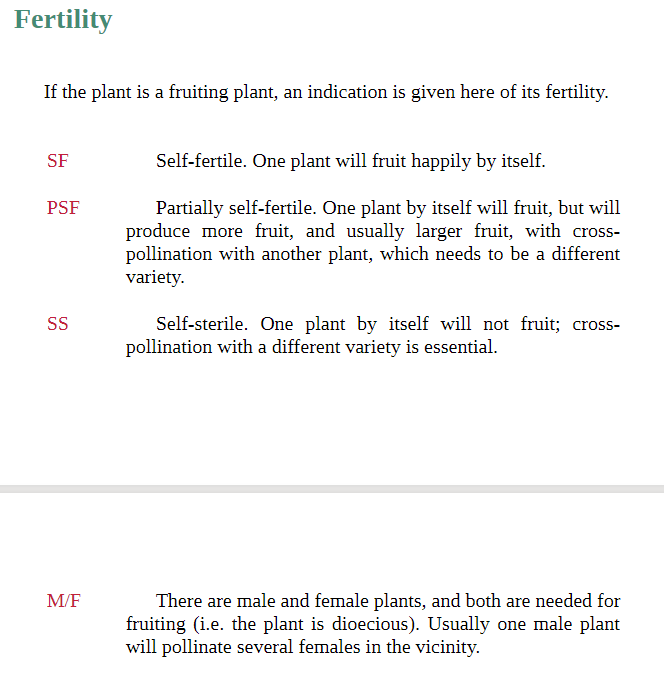 Fertility
If the plant is a fruiting plant, an indication is given here of its fertility.
SF Self-fertile. One plant will fruit happily by itself.
PSF Partially self-fertile. One plant by itself will fruit, but will
produce more fruit, and usually larger fruit, with cross-
pollination with another plant, which needs to be a different
variety.
SS Self-sterile. One plant by itself will not fruit; cross-
pollination with a different variety is essential.
M/F There are male and female plants, and both are needed for
fruiting (i.e. the plant is dioecious). Usually one male plant
will pollinate several females in the vicinity.